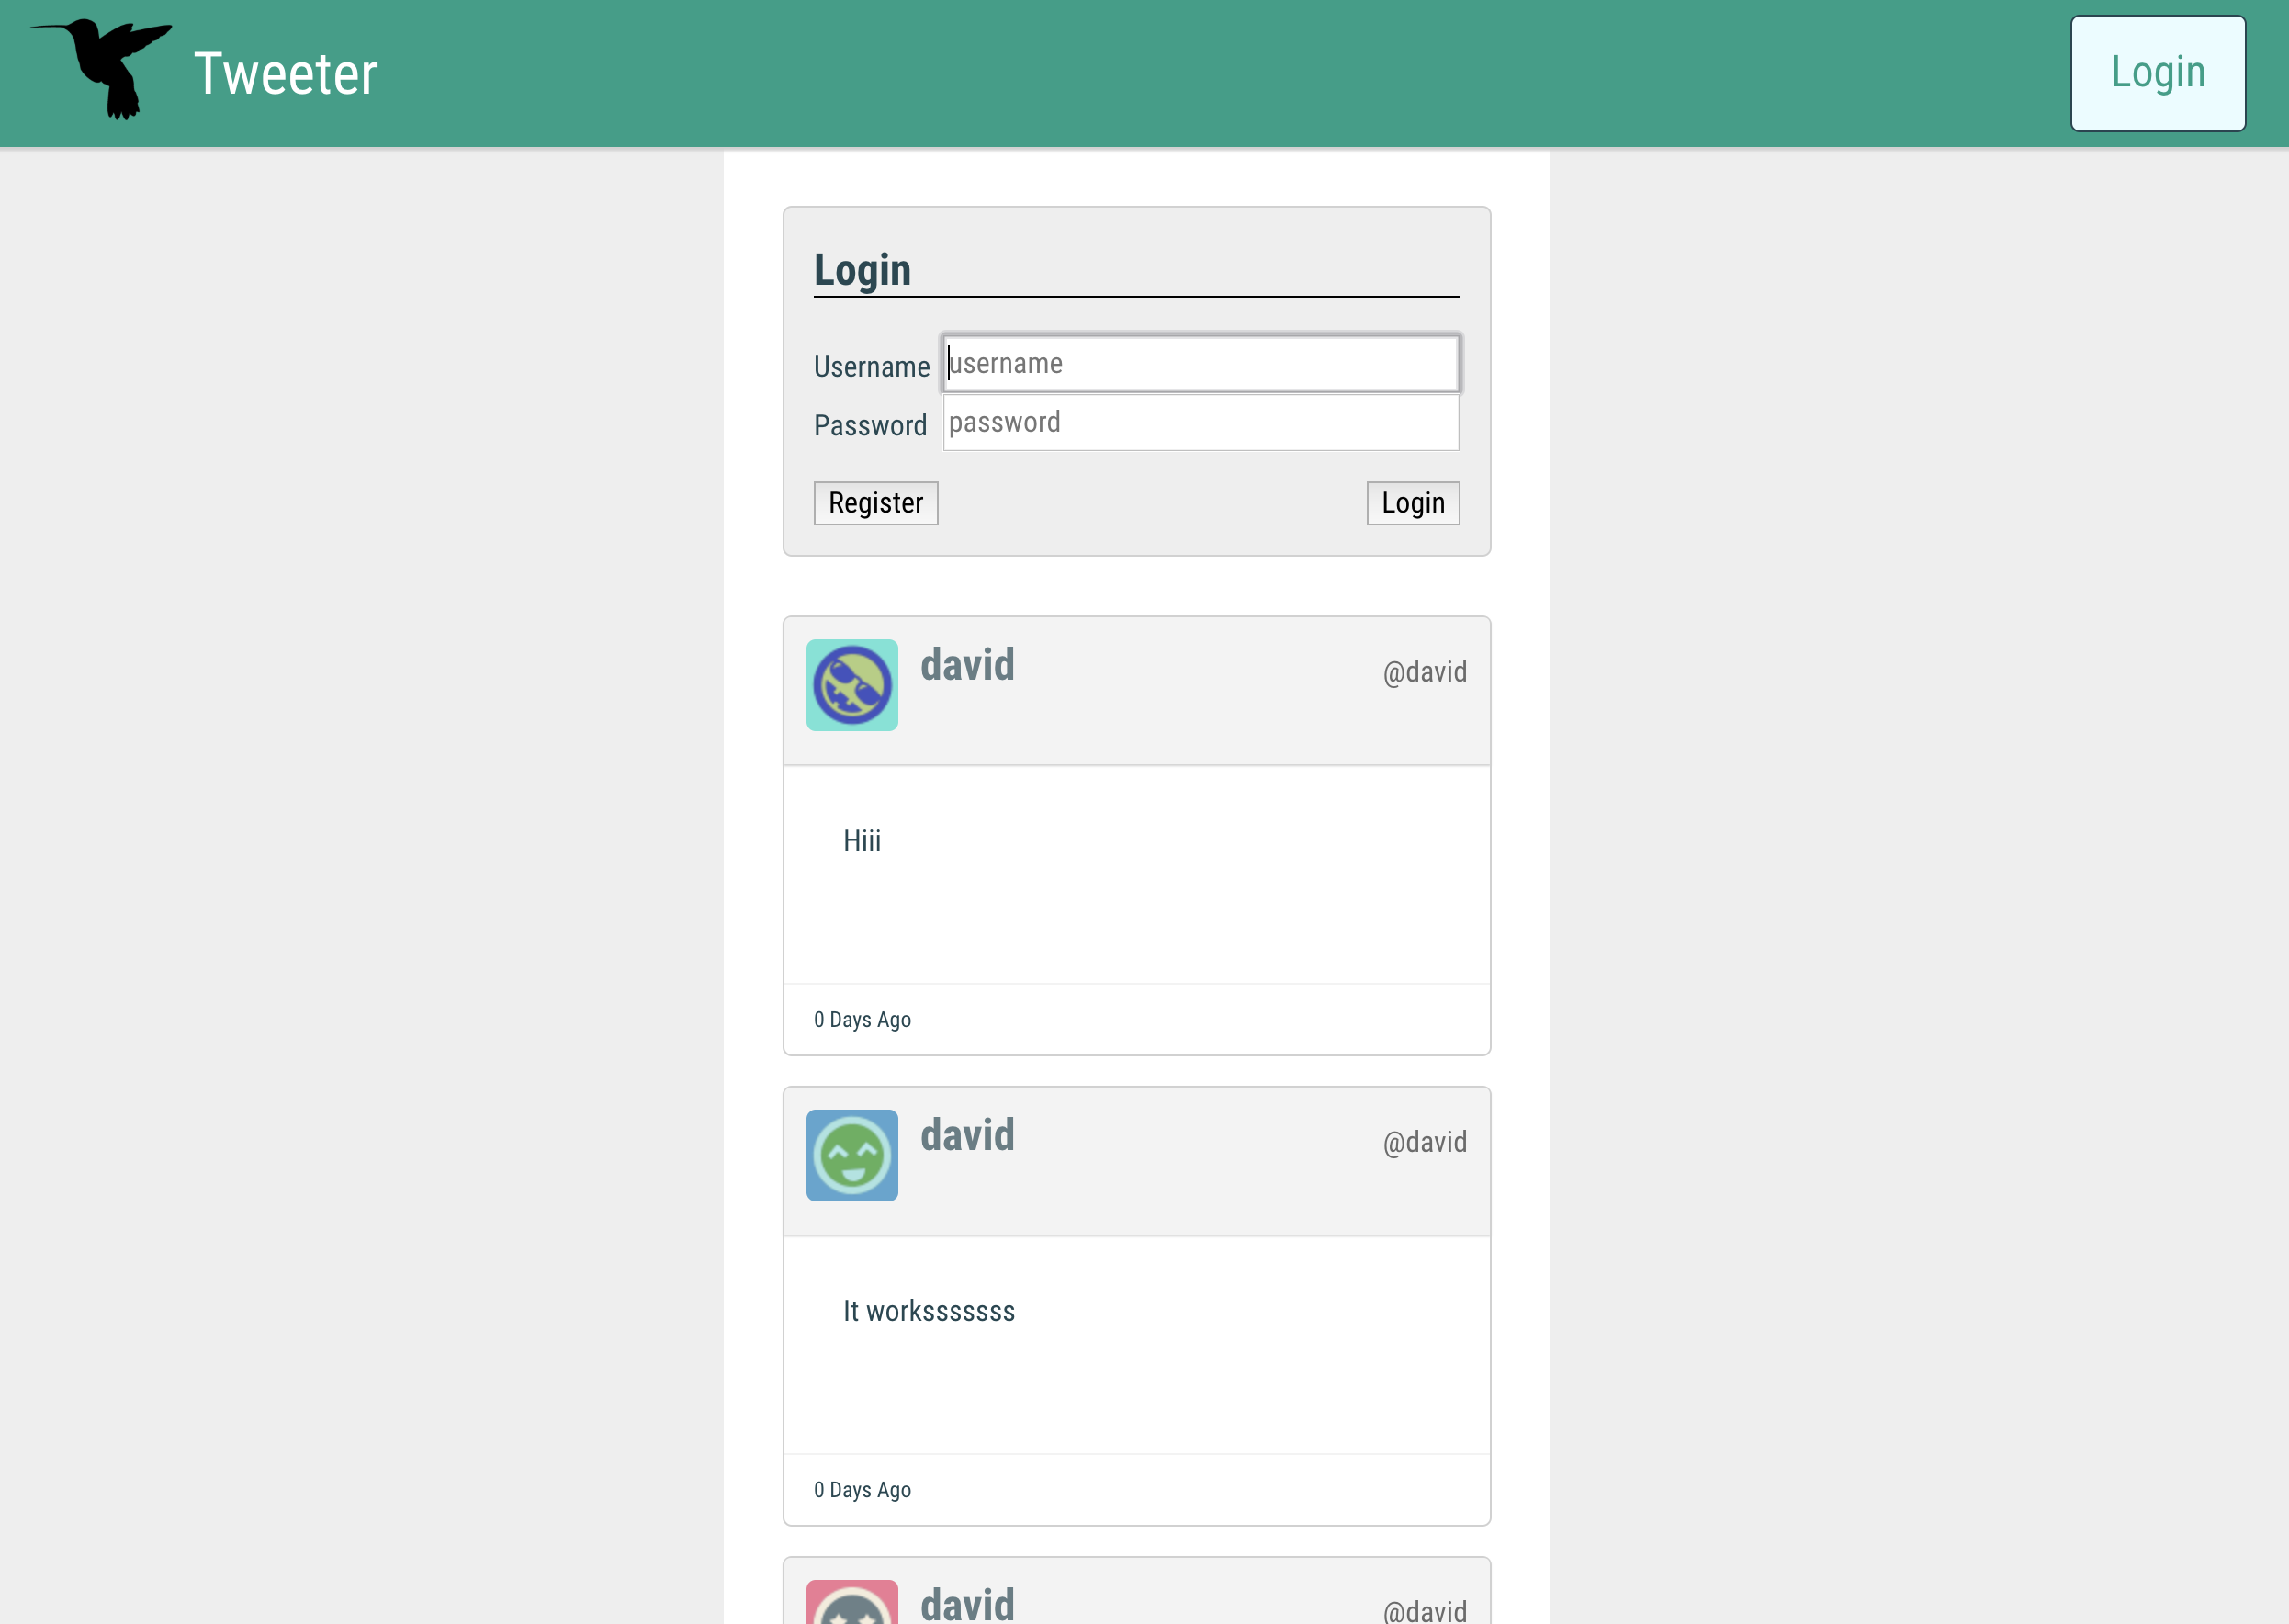 Tweeter
Login
Login
Username username
Password password
Register Login
david @david
Hiii
0 Days Ago
david @david
It worksssssss
0 Days Ago
david @david